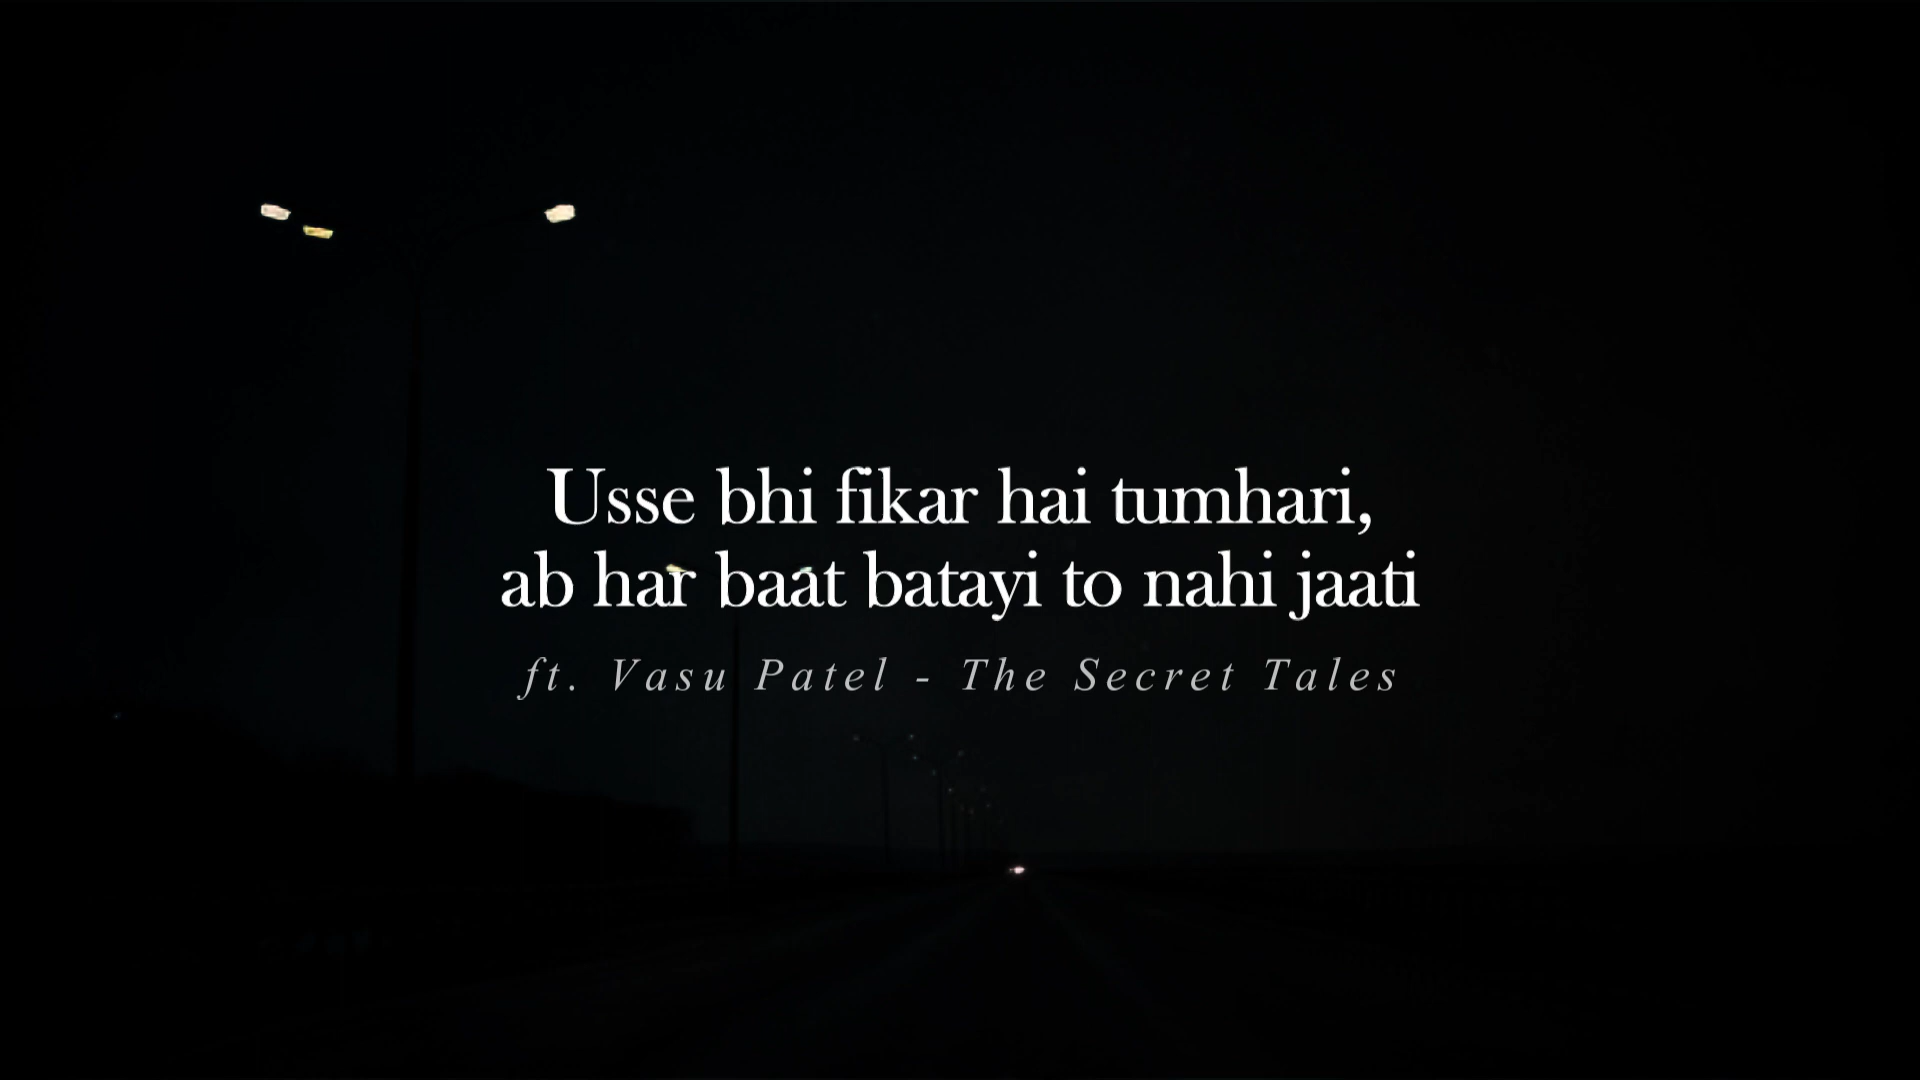 Usse bhi fikar hai tumhari,
ab har baat batayi to nahi jaati
ft. Vasu Patel - The Secret Tales